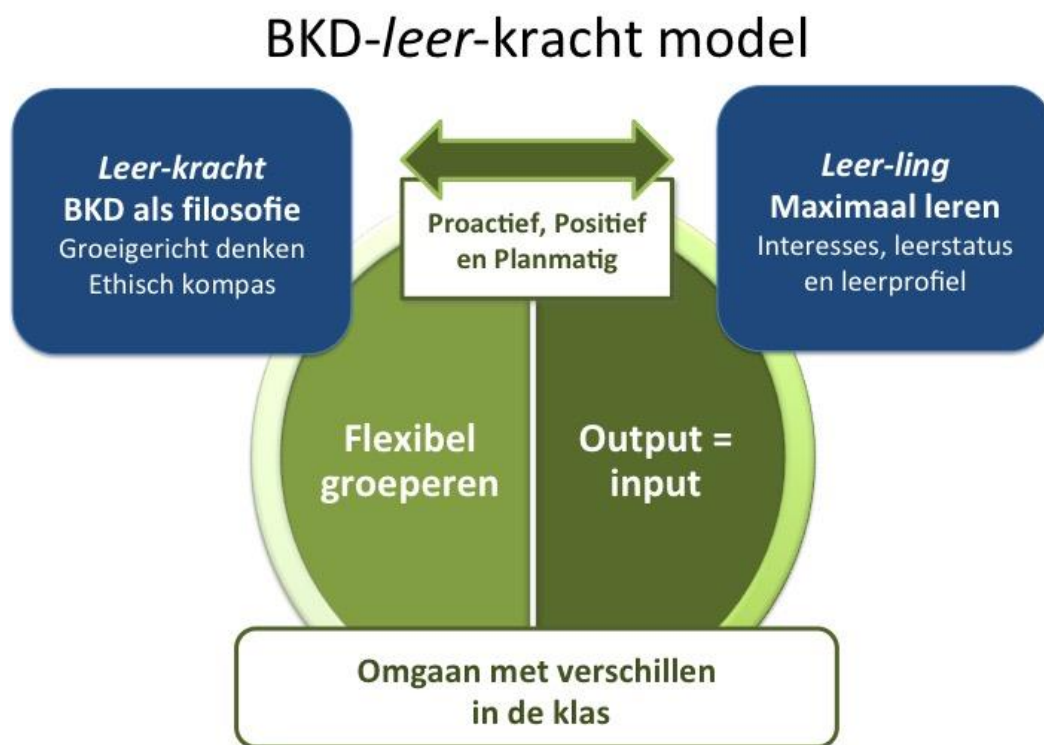 BKD-leer-kracht model
Leer-kracht
BKD als filosofie
Groeigericht denken
Ethisch kompas
Proactief, Positief
en Planmatig
Leer-ling
Maximaal leren
Interesses, leerstatus
en leerprofiel
Flexibel
groeperen
Output =
input
Omgaan met verschillen
in de klas